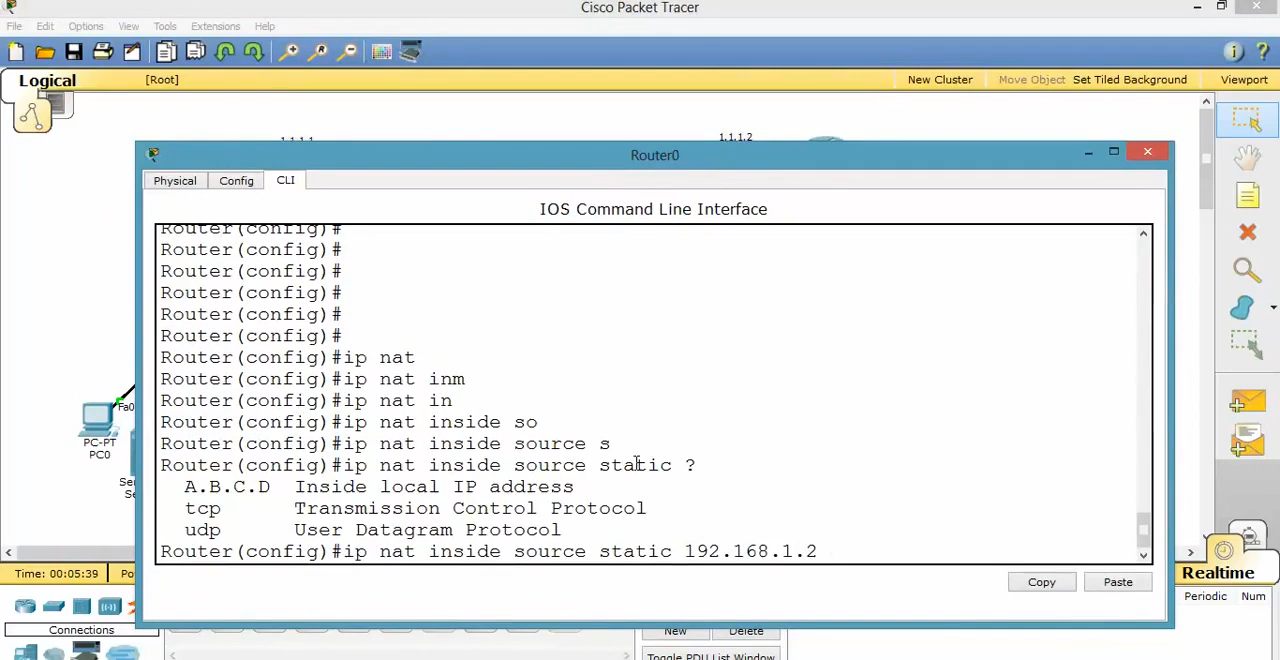 Cisco Packet Tracer
File Edit Options View Tools Extensions Help
Logical [Root] New Cluster Move Object Set Tiled Background Viewport
1.1.1.1 1.1.1.2
Router0
Physical Config CLI
IOS Command Line Interface
Router(config)#
Router(config)#
Router(config)#
Router(config)#
Router(config)#
Router(config)#
Router(config)#ip nat
Router(config)#ip nat inm
Router(config)#ip nat in
Router(config)#ip nat inside so
Router(config)#ip nat inside source s
Router(config)#ip nat inside source static ?
A.B.C.D Inside local IP address
tcp Transmission Control Protocol
udp User Datagram Protocol
Router(config)#ip nat inside source static 192.168.1.2
Fa0
PC-PT
PC0
Copy Paste
Time: 00:05:39
Realtime
Periodic Num
Connections
New Delete
Toggle PDU List Window